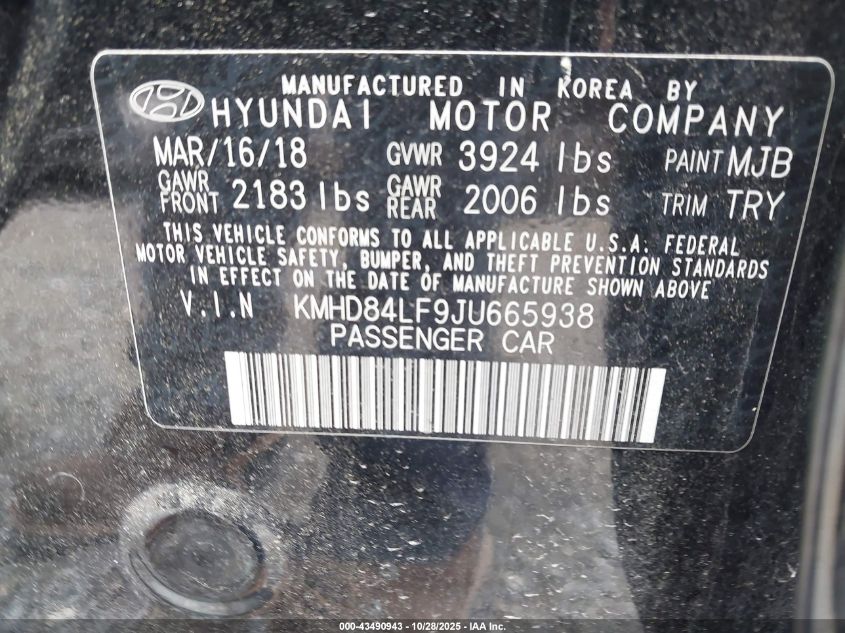 MANUFACTURED IN KOREA BY
HYUNDAI MOTOR COMPANY
MAR/16/18 GVWR 3924 lbs PAINT MJB
GAWR FRONT 2183 lbs GAWR REAR 2006 lbs TRIM TRY
THIS VEHICLE CONFORMS TO ALL APPLICABLE U.S.A. FEDERAL
MOTOR VEHICLE SAFETY, BUMPER, AND THEFT PREVENTION STANDARDS
IN EFFECT ON THE DATE OF MANUFACTURE SHOWN ABOVE
V.I.N KMHD84LF9JU665938
PASSENGER CAR
000-43490943 | 10/28/2025 - IAA Inc.